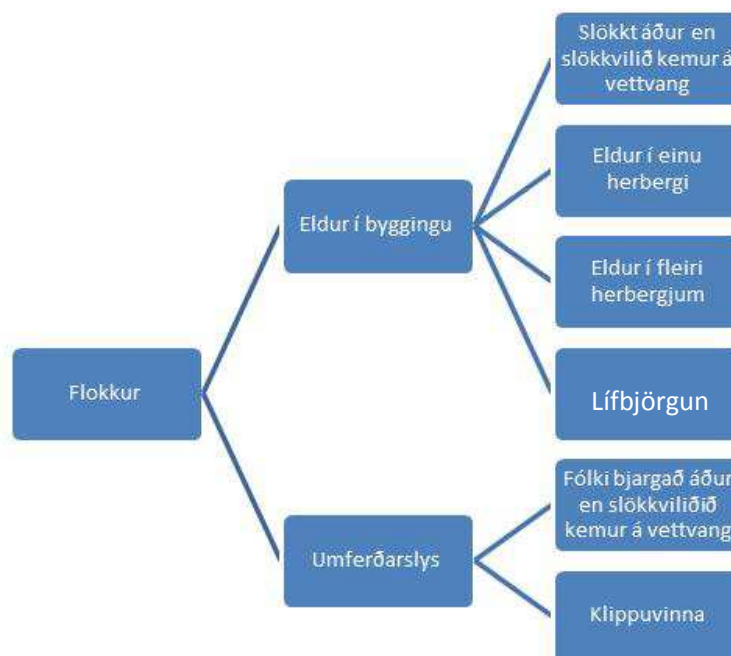 Flokkur
Eldur í byggingu
Slökkt áður en
slökkvilið kemur á
vettvang
Eldur í einu
herbergi
Eldur í fleiri
herbergjum
Lífbjörgun
Umferðarslys
Fólki bjargað áður
en slökkviliðið
kemur á vettvang
Klippuvinna